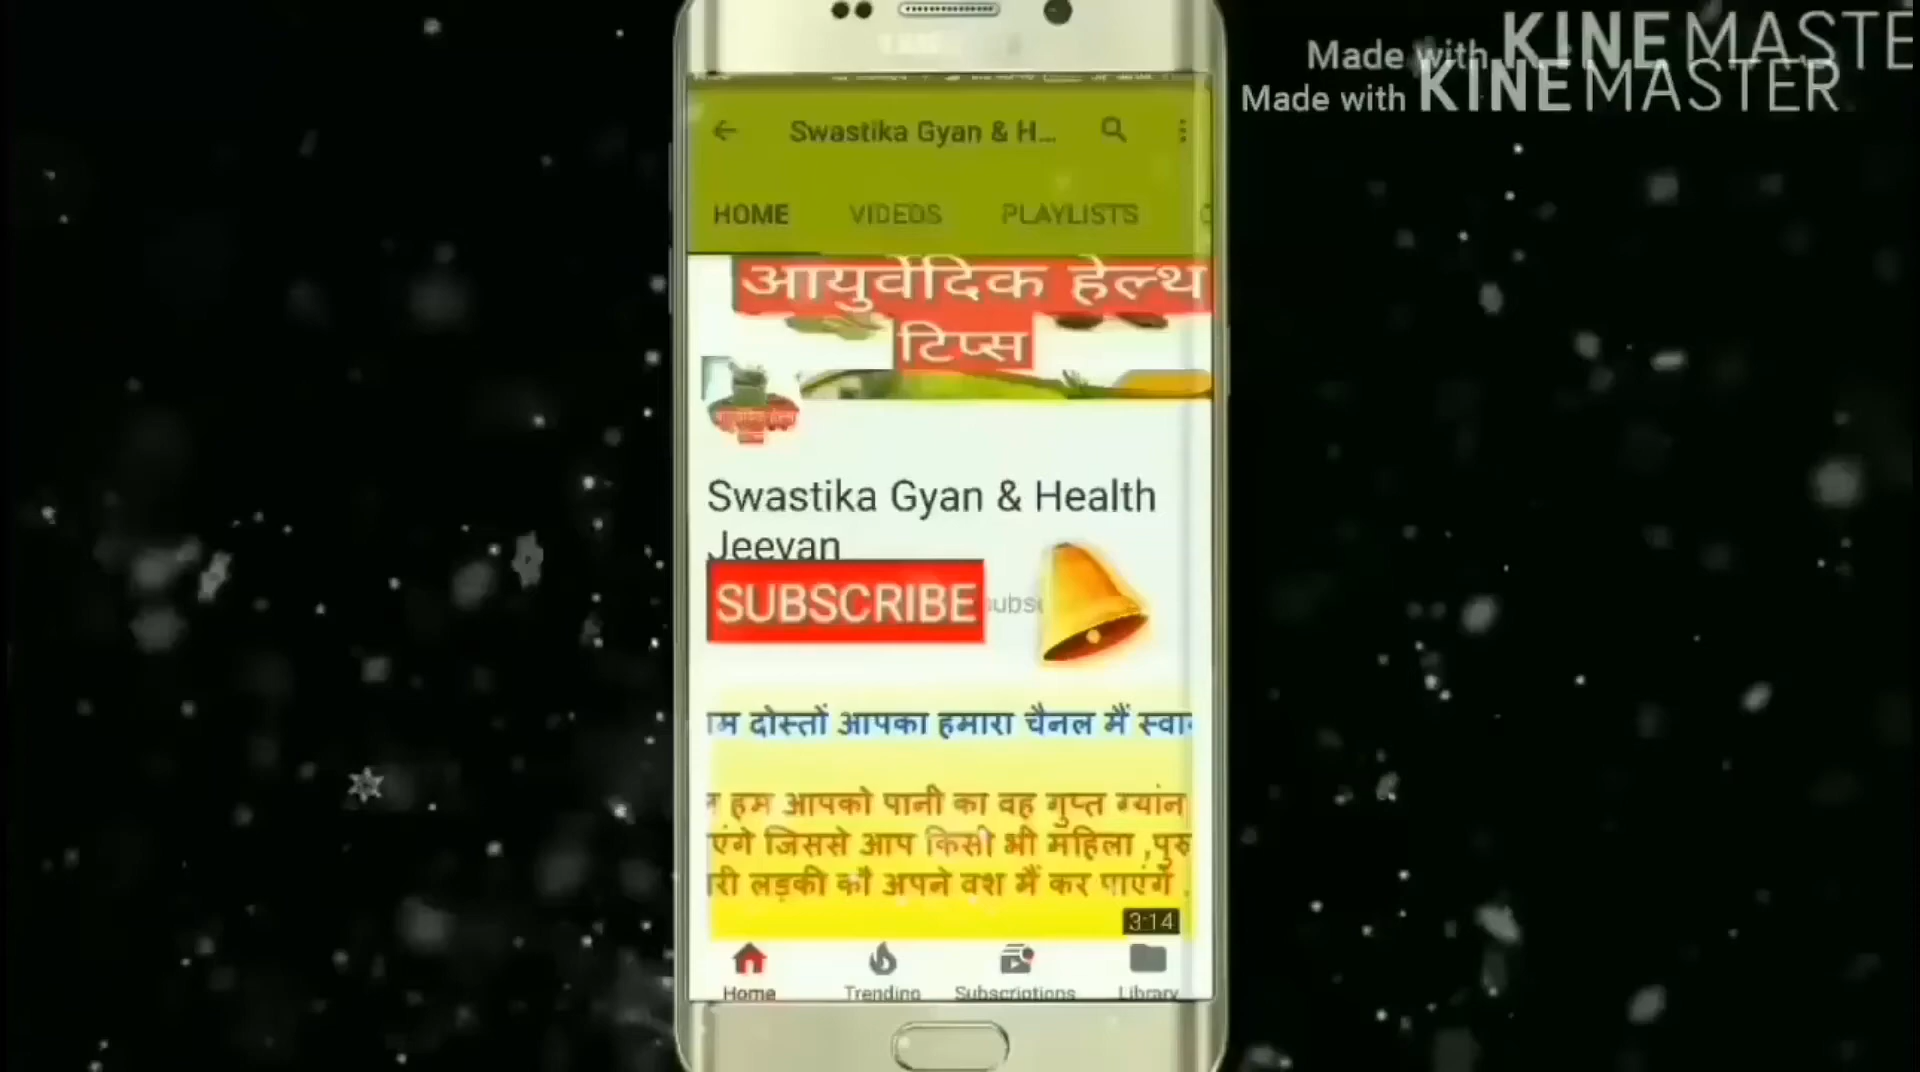 Made with KINEMASTE
Made with KINEMASTER
Swastika Gyan & H...
HOME VIDEOS PLAYLISTS
आयुर्वेदिक हेल्थ
टिप्स
Swastika Gyan & Health
Jeevan
SUBSCRIBE
दोस्तों आपका हमारा चैनल मैं
हम आपको पानी का वह गुप्त ग्यांन
जिससे आप किसी भी महिला ,पुरु
लड़की कौ अपने वश मैं कर पाएंगे
3:14
Home Trending Subscriptions Library